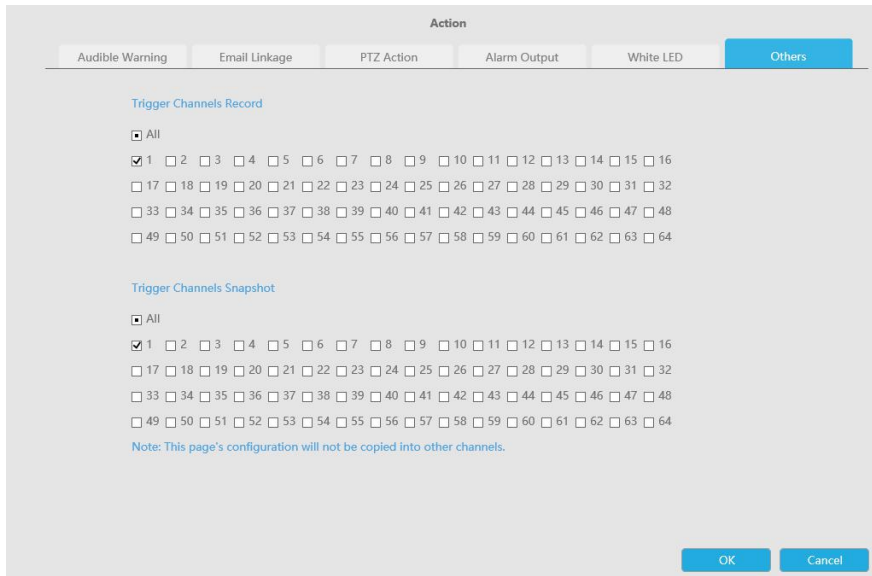 Action
Audible Warning Email Linkage PTZ Action Alarm Output White LED Others
Trigger Channels Record
All
1 2 3 4 5 6 7 8 9 10 11 12 13 14 15 16
17 18 19 20 21 22 23 24 25 26 27 28 29 30 31 32
33 34 35 36 37 38 39 40 41 42 43 44 45 46 47 48
49 50 51 52 53 54 55 56 57 58 59 60 61 62 63 64
Trigger Channels Snapshot
All
1 2 3 4 5 6 7 8 9 10 11 12 13 14 15 16
17 18 19 20 21 22 23 24 25 26 27 28 29 30 31 32
33 34 35 36 37 38 39 40 41 42 43 44 45 46 47 48
49 50 51 52 53 54 55 56 57 58 59 60 61 62 63 64
Note: This page's configuration will not be copied into other channels.
OK Cancel